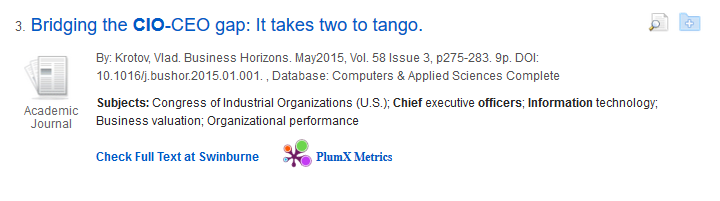 3. Bridging the CIO-CEO gap: It takes two to tango.
By: Krotov, Vlad. Business Horizons. May2015, Vol. 58 Issue 3, p275-283. 9p. DOI:
10.1016/j.bushor.2015.01.001. , Database: Computers & Applied Sciences Complete
Academic
Journal
Subjects: Congress of Industrial Organizations (U.S.); Chief executive officers; Information technology;
Business valuation; Organizational performance
Check Full Text at Swinburne PlumX Metrics